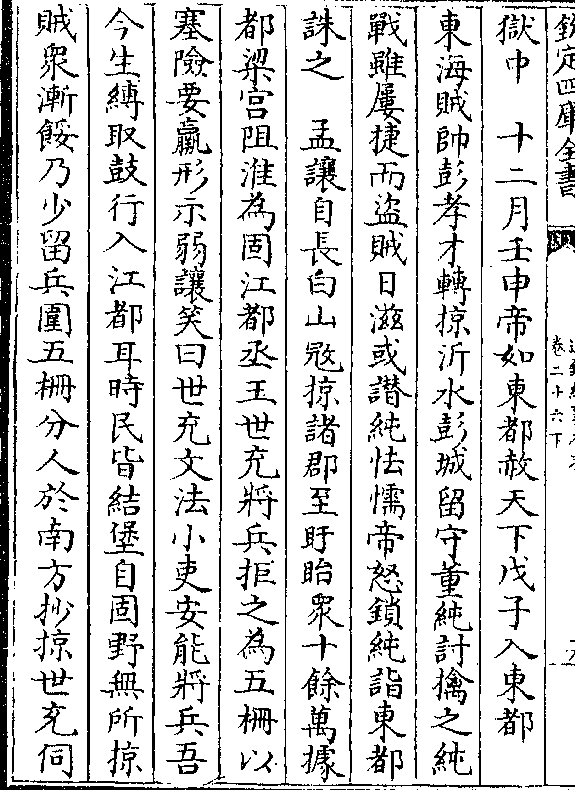 欽定四庫全書
卷二十六下
獄中　十二月壬申帝如東都赦天下戊子入東都
東海賊帥彭孝才轉掠沂水彭城留守董純討擒之純
戰雖屢捷而盜賊日滋或譖純怯懦帝怒鎖純詣東都
誅之　孟讓自長白山𠭊掠諸郡至盱眙衆十餘萬據
都梁宮阻淮為固江都丞王世充將兵拒之為五柵以
塞險要羸形示弱讓笑曰世充文法小吏安能將兵吾
今生縛取鼓行入江都耳時民皆結堡自固野無所掠
賊衆漸餒乃少留兵圍五柵分人於南方抄掠世充伺